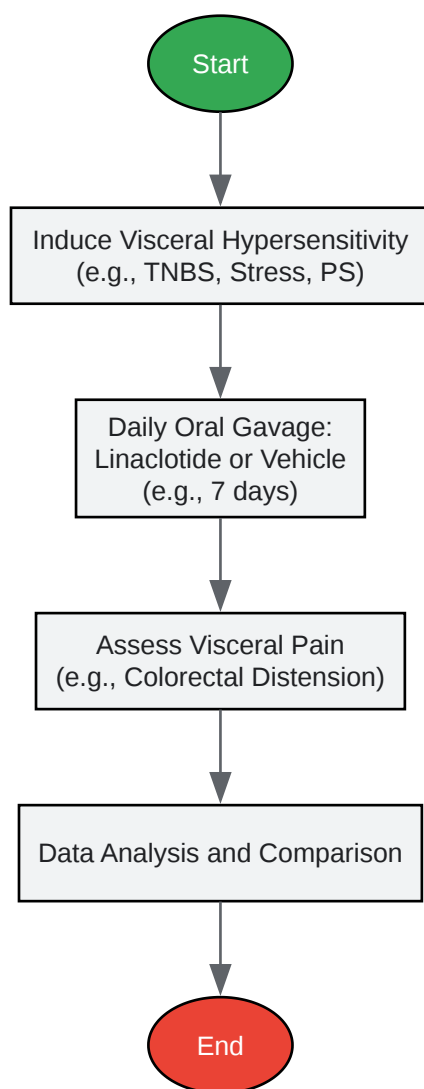 Start
Induce Visceral Hypersensitivity
(e.g., TNBS, Stress, PS)
Daily Oral Gavage:
Linaclotide or Vehicle
(e.g., 7 days)
Assess Visceral Pain
(e.g., Colorectal Distension)
Data Analysis and Comparison
End